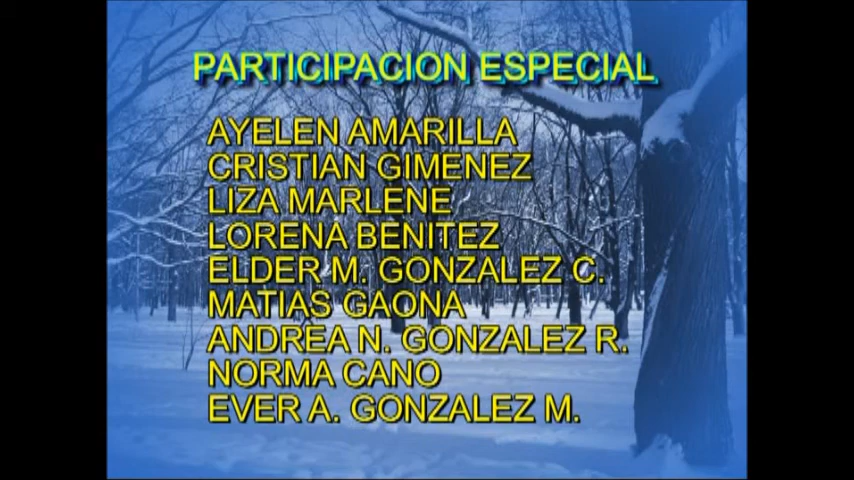 PARTICIPACION ESPECIAL
AYELEN AMARILLA
CRISTIAN GIMENEZ
LIZA MARLENE
LORENA BENITEZ
ELDER M. GONZALEZ C.
MATIAS GAONA
ANDREA N. GONZALEZ R.
NORMA CANO
EVER A. GONZALEZ M.